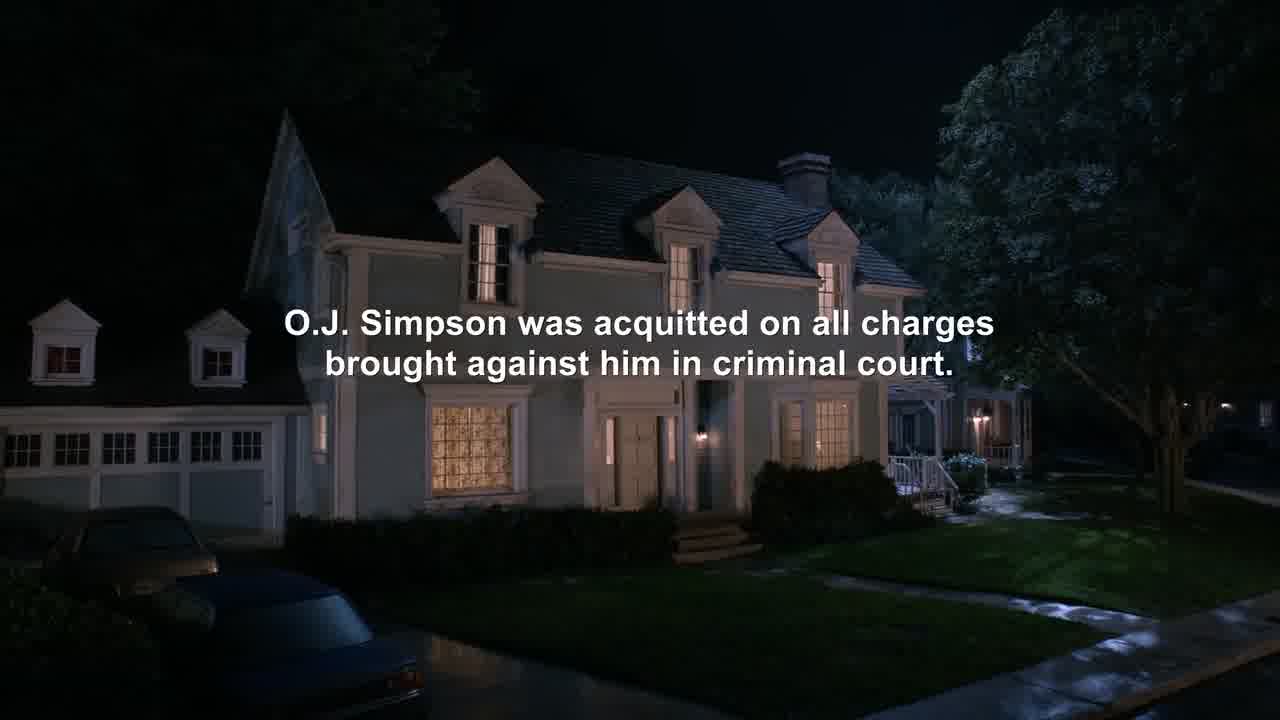 O.J. Simpson was acquitted on all charges
brought against him in criminal court.